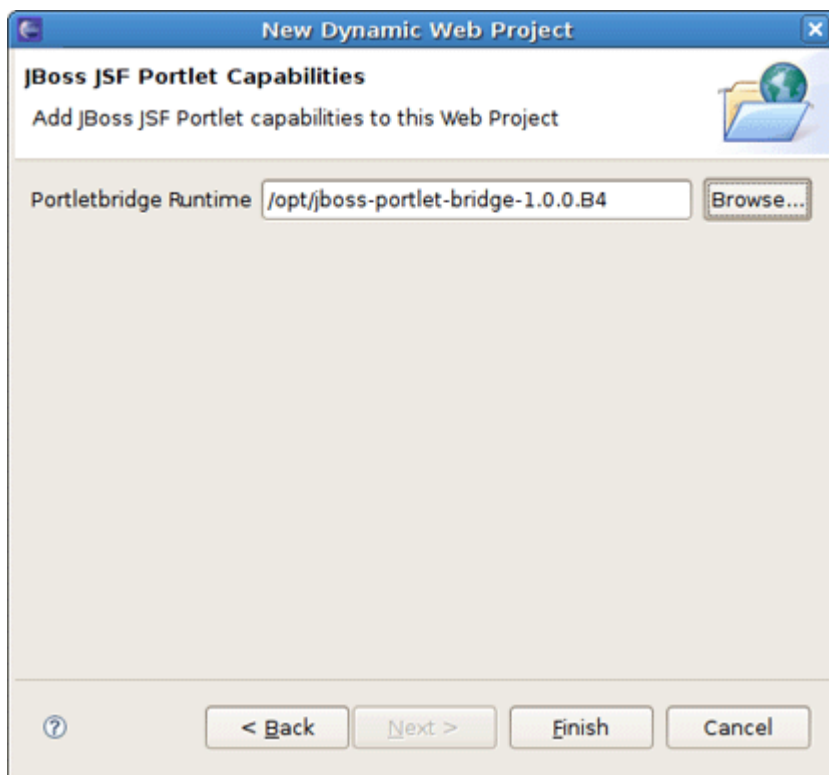 New Dynamic Web Project
JBoss JSF Portlet Capabilities
Add JBoss JSF Portlet capabilities to this Web Project
Portletbridge Runtime /opt/jboss-portlet-bridge-1.0.0.B4 Browse...
? < Back Next > Finish Cancel